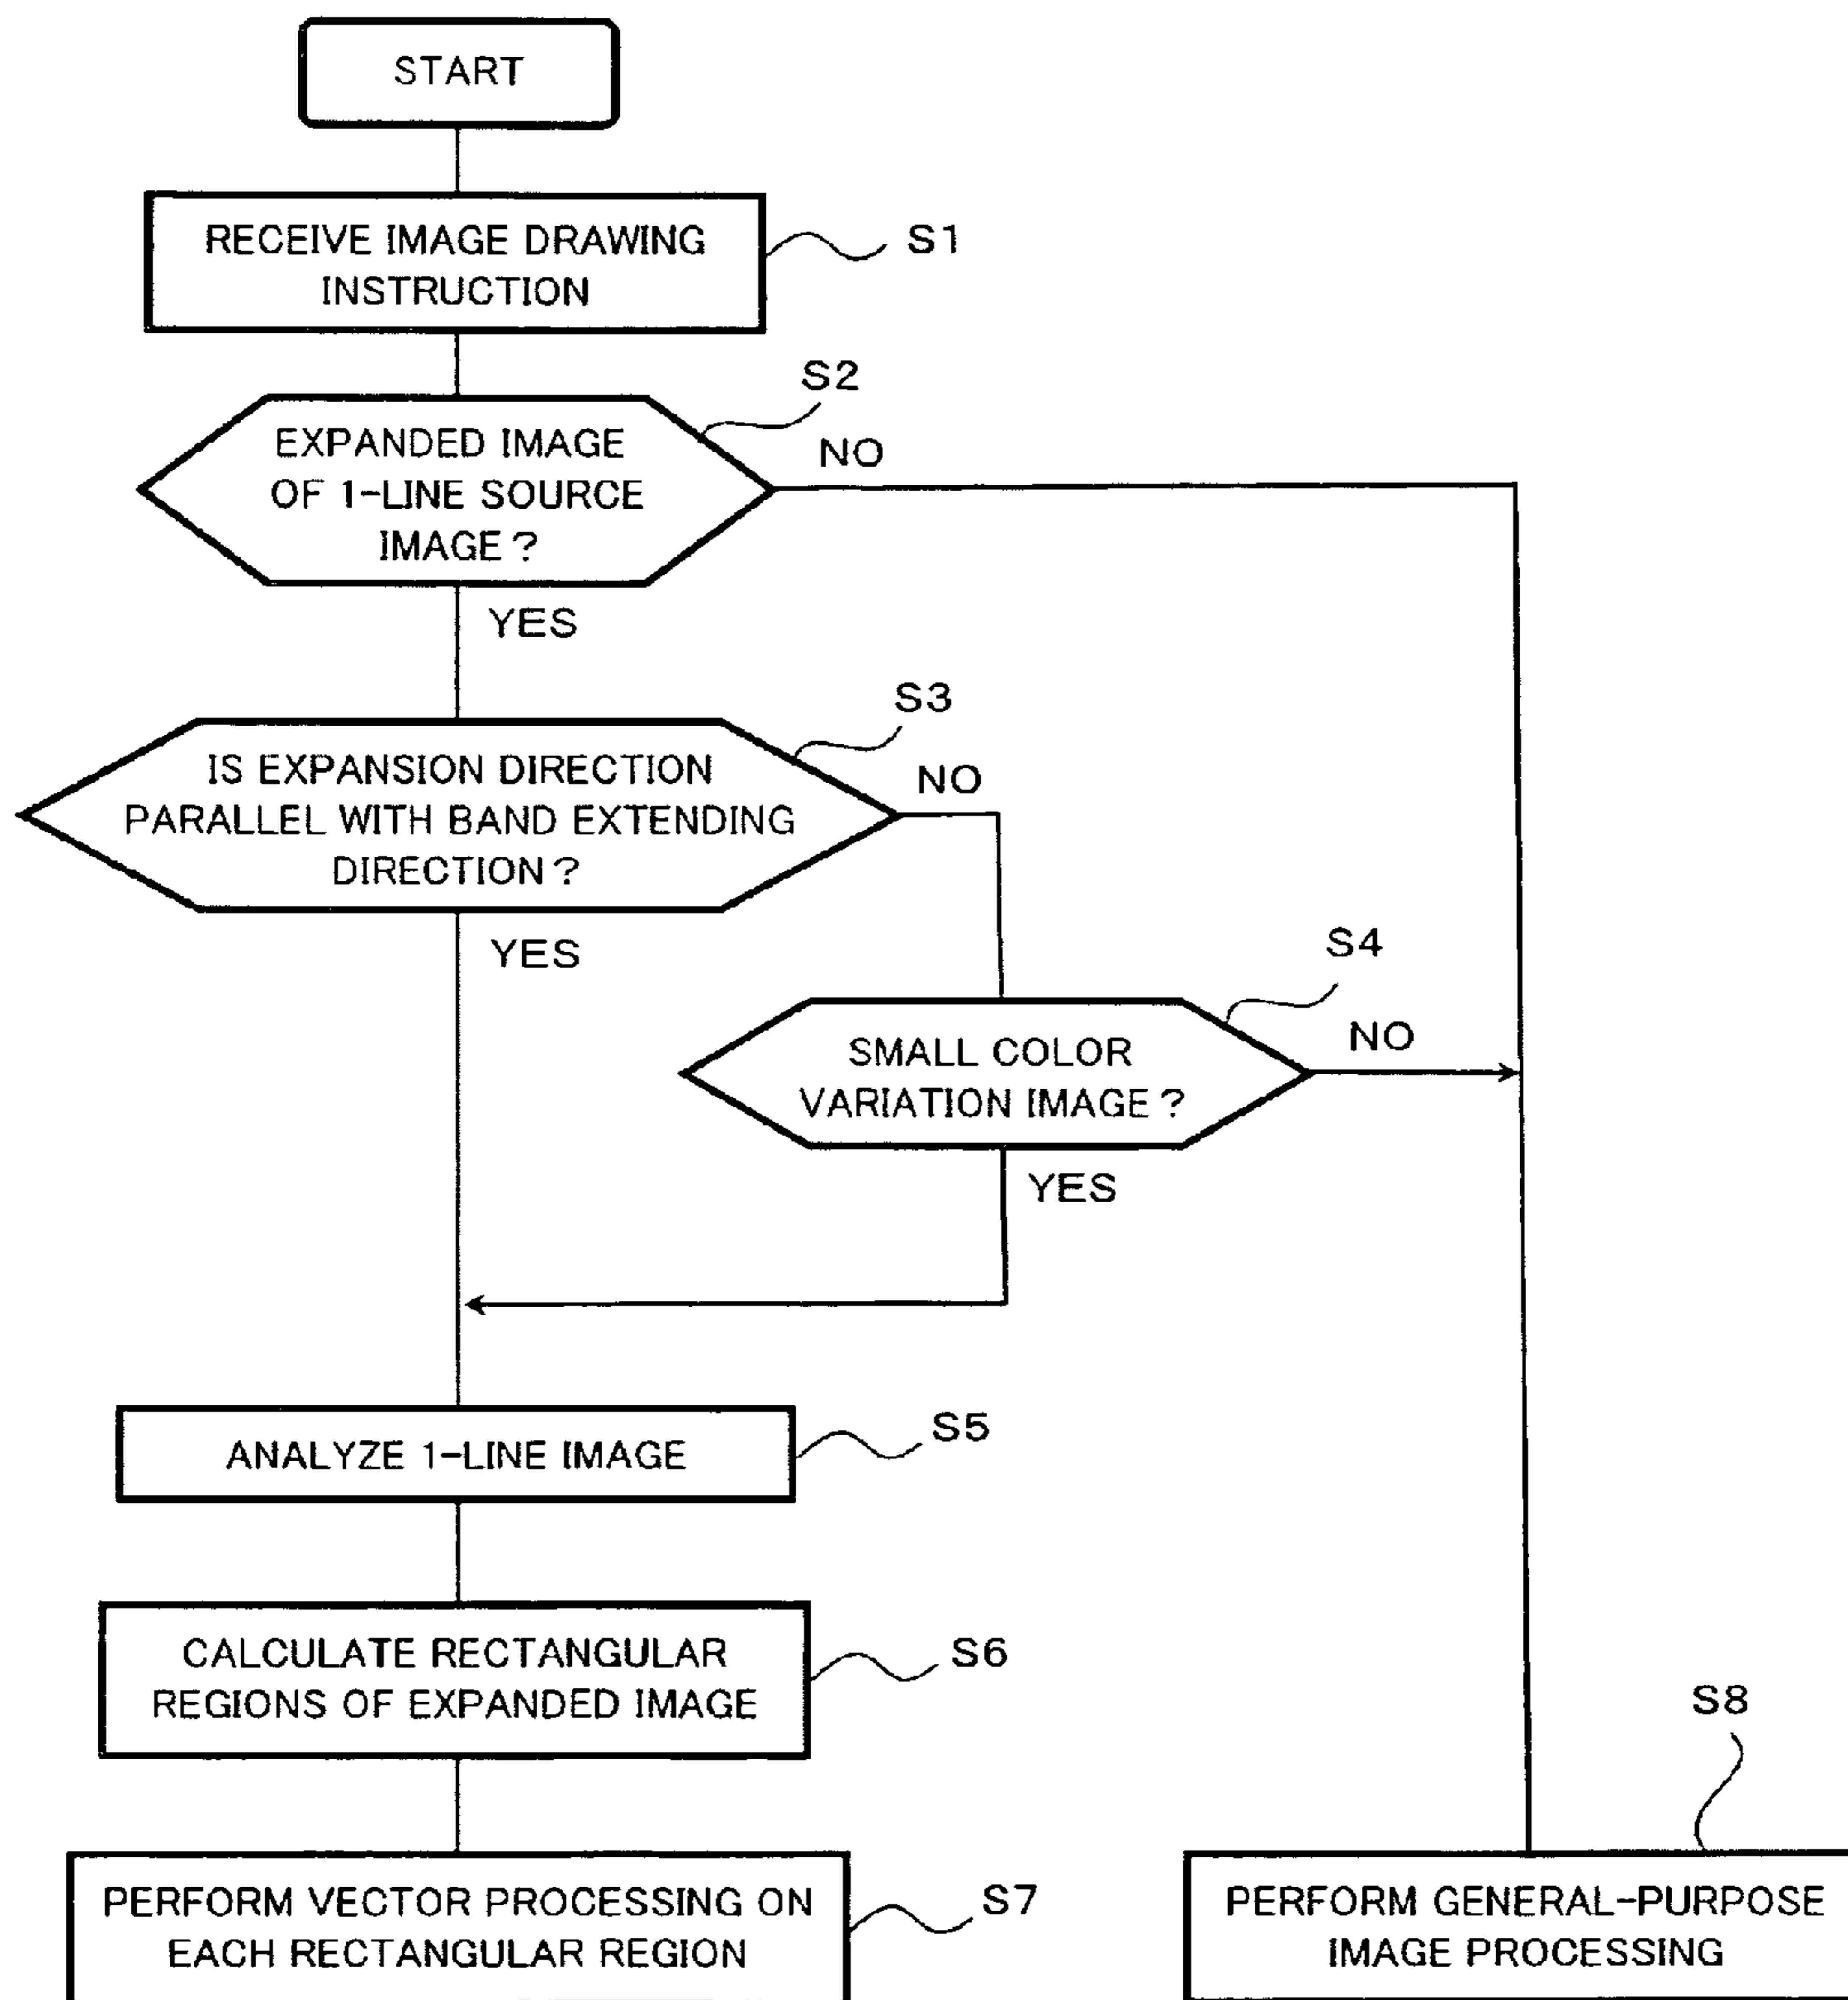 START
RECEIVE IMAGE DRAWING
INSTRUCTION
S1
S2
EXPANDED IMAGE
OF 1-LINE SOURCE
IMAGE ?
NO
YES
S3
IS EXPANSION DIRECTION
PARALLEL WITH BAND EXTENDING
DIRECTION ?
NO
YES
S4
SMALL COLOR
VARIATION IMAGE ?
NO
YES
ANALYZE 1-LINE IMAGE
S5
CALCULATE RECTANGULAR
REGIONS OF EXPANDED IMAGE
S6
PERFORM VECTOR PROCESSING ON
EACH RECTANGULAR REGION
S7
S8
PERFORM GENERAL-PURPOSE
IMAGE PROCESSING